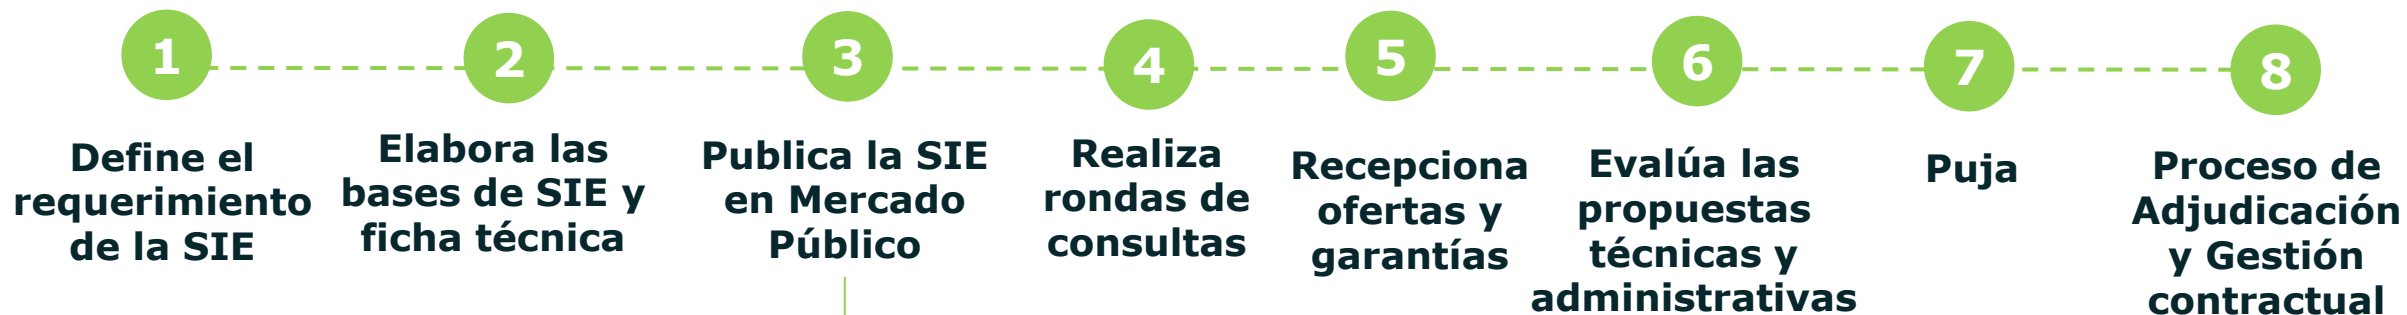 1
Define el
requerimiento
de la SIE
2
Elabora las
bases de SIE y
ficha técnica
3
Publica la SIE
en Mercado
Público
4
Realiza
rondas de
consultas
5
Recepciona
ofertas y
garantías
6
Evalúa las
propuestas
técnicas y
administrativas
7
Puja
8
Proceso de
Adjudicación
y Gestión
contractual